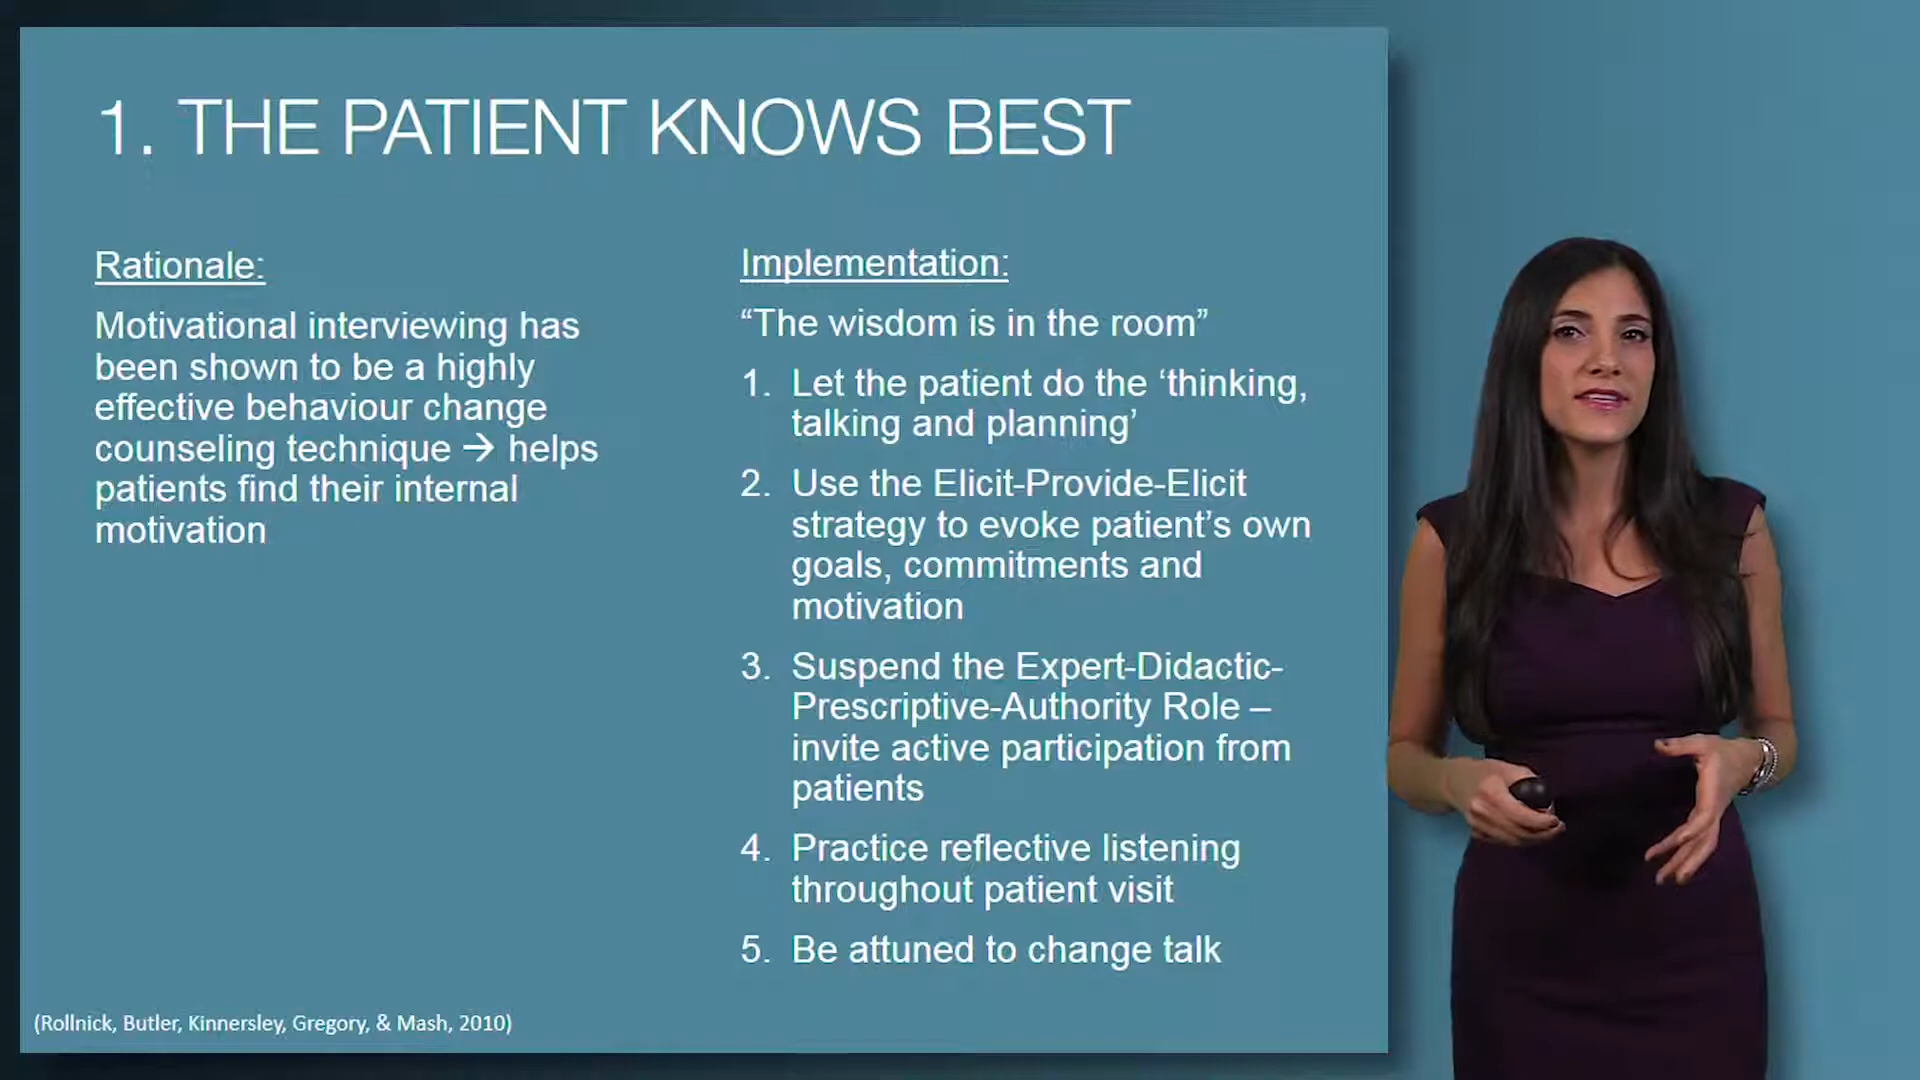 1. THE PATIENT KNOWS BEST
Rationale:
Motivational interviewing has
been shown to be a highly
effective behaviour change
counseling technique → helps
patients find their internal
motivation
Implementation:
“The wisdom is in the room”
1. Let the patient do the ‘thinking,
talking and planning’
2. Use the Elicit-Provide-Elicit
strategy to evoke patient’s own
goals, commitments and
motivation
3. Suspend the Expert-Didactic-
Prescriptive-Authority Role –
invite active participation from
patients
4. Practice reflective listening
throughout patient visit
5. Be attuned to change talk
(Rollnick, Butler, Kinnersley, Gregory, & Mash, 2010)